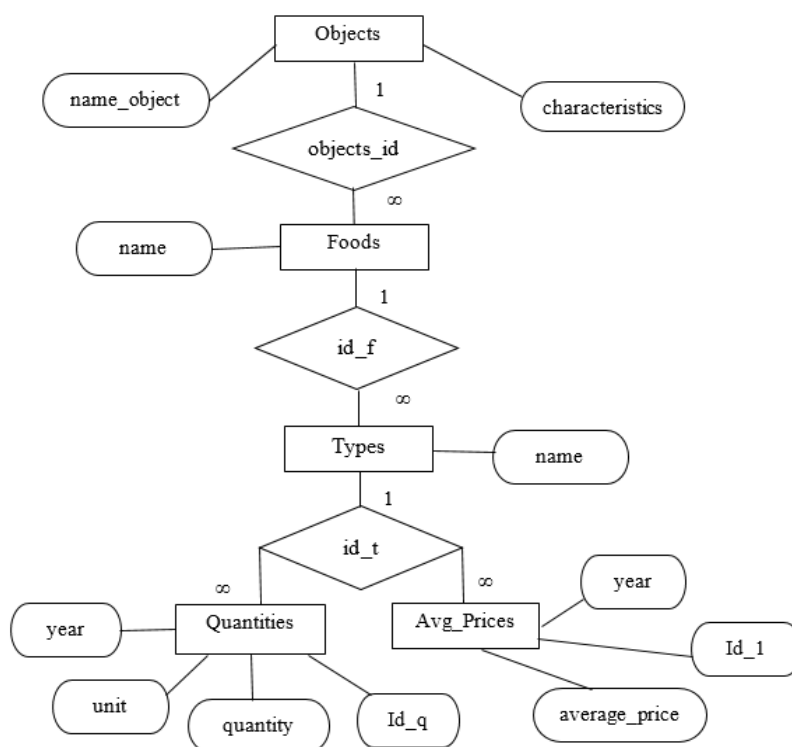 Objects
name_object
1
characteristics
objects_id
∞
name
Foods
1
id_f
∞
Types
name
1
id_t
∞
∞
year
year
Quantities
Avg_Prices
Id_1
unit
quantity
Id_q
average_price